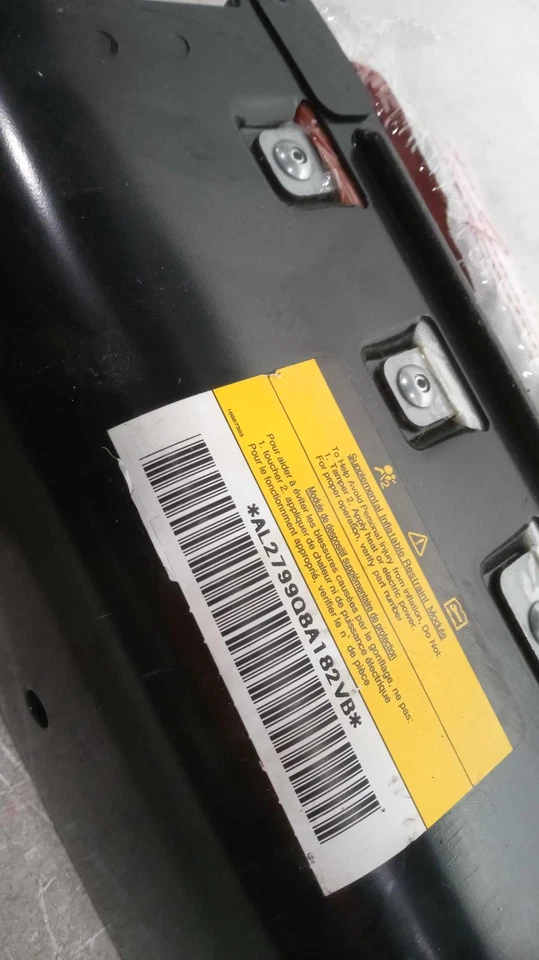 Supplemental Inflatable Restraint Module
To Help Avoid Personal Injury from inflation, Do Not:
1. Tamper 2. Apply heat or electric power.
For proper operation, verify part number
Module de dispositif supplémentaire de protection
Pour aider à éviter les blessures causées par le gonflage, ne pas:
1. toucher 2. appliquer de chaleur ni de puissance électrique
Pour le fonctionnment approprié, vérifier le n° de pièce
*AL2799Q8A182VB*